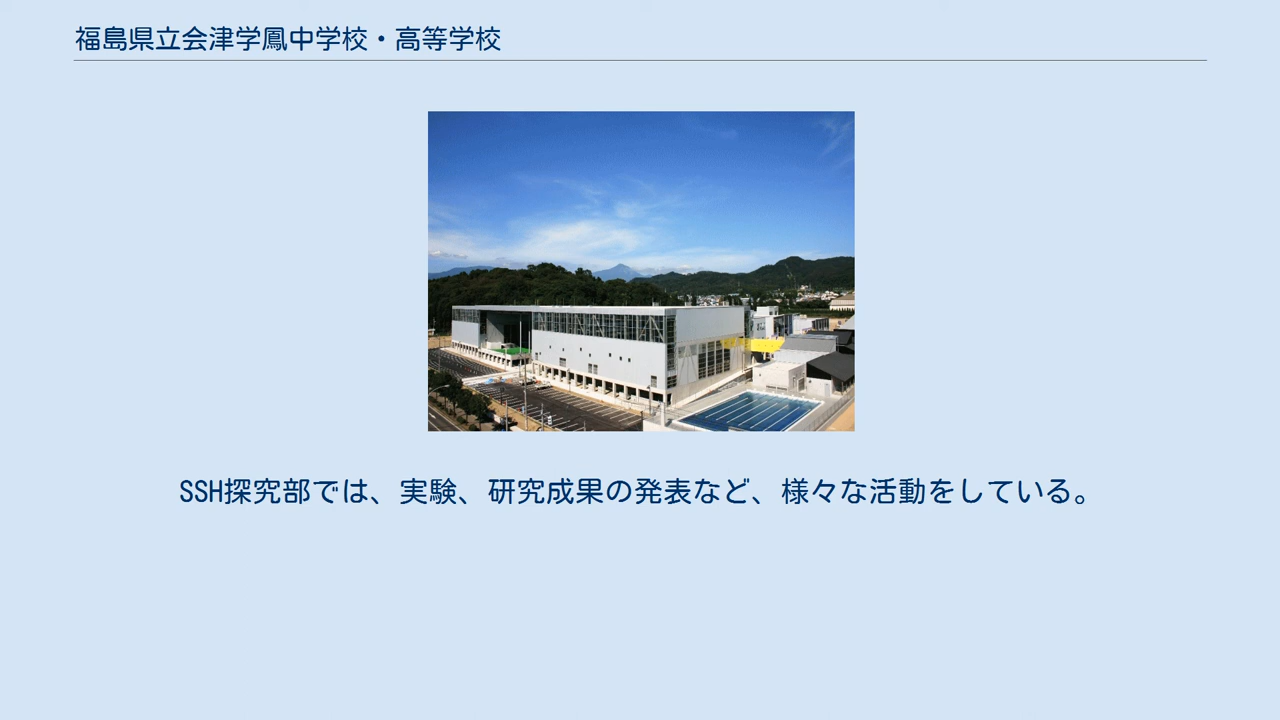 福島県立会津学鳳中学校・高等学校
SSH探究部では、実験、研究成果の発表など、様々な活動をしている。